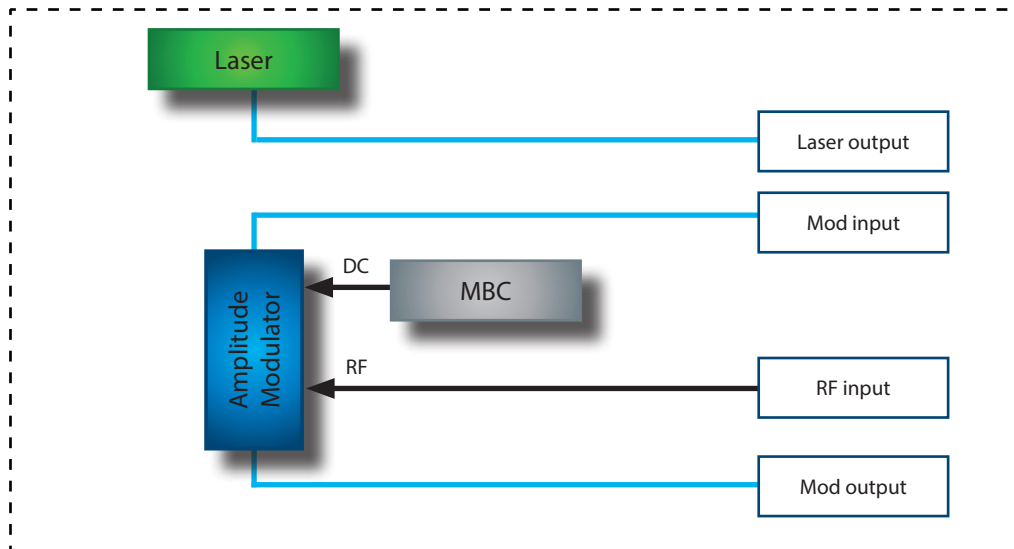 Laser
Laser output
Mod input
DC
MBC
Amplitude
Modulator
RF
RF input
Mod output